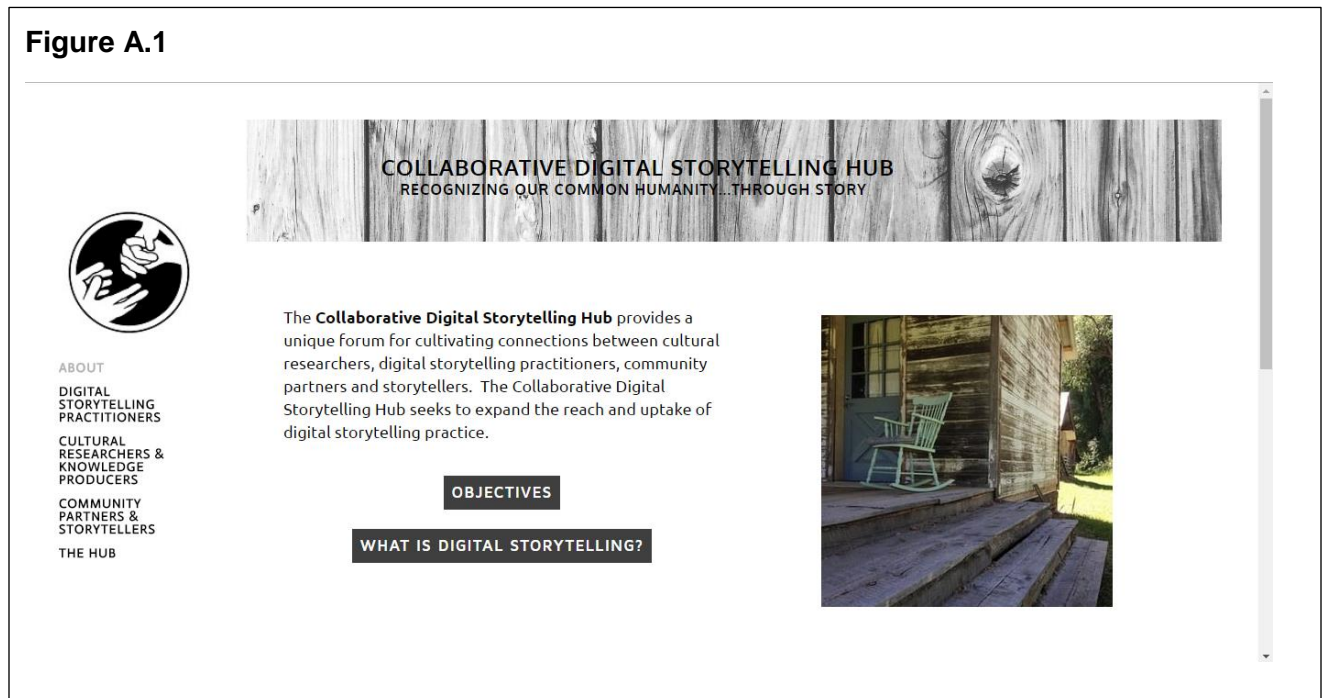 Figure A.1
COLLABORATIVE DIGITAL STORYTELLING HUB
RECOGNIZING OUR COMMON HUMANITY...THROUGH STORY
ABOUT
DIGITAL
STORYTELLING
PRACTITIONERS
CULTURAL
RESEARCHERS &
KNOWLEDGE
PRODUCERS
COMMUNITY
PARTNERS &
STORYTELLERS
THE HUB
The Collaborative Digital Storytelling Hub provides a
unique forum for cultivating connections between cultural
researchers, digital storytelling practitioners, community
partners and storytellers.  The Collaborative Digital
Storytelling Hub seeks to expand the reach and uptake of
digital storytelling practice.
OBJECTIVES
WHAT IS DIGITAL STORYTELLING?